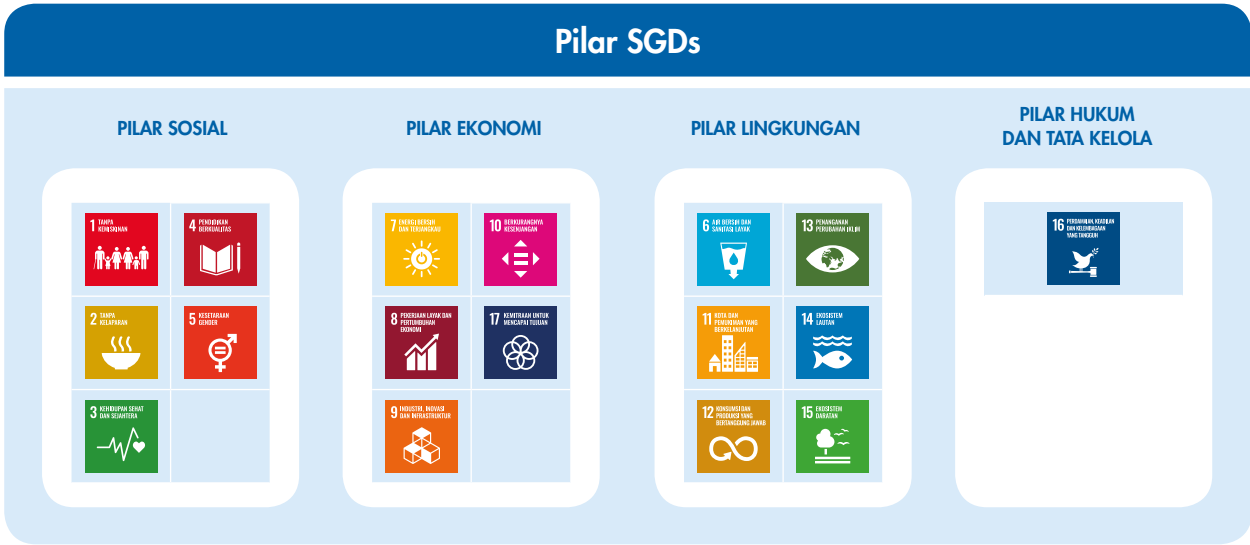 Pilar SGDs
PILAR SOSIAL
1 TANPA
KEMISKINAN
4 PENDIDIKAN
BERKUALITAS
2 TANPA
KELAPARAN
5 KESETARAAN
GENDER
3 KEHIDUPAN SEHAT
DAN SEJAHTERA
PILAR EKONOMI
7 ENERGI BERSIH
DAN TERJANGKAU
10 BERKURANGNYA
KESENJANGAN
8 PEKERJAAN LAYAK DAN
PERTUMBUHAN
EKONOMI
17 KEMITRAAN UNTUK
MENCAPAI TUJUAN
9 INDUSTRI, INOVASI
DAN INFRASTRUKTUR
PILAR LINGKUNGAN
6 AIR BERSIH DAN
SANITASI LAYAK
13 PENANGANAN
PERUBAHAN IKLIM
11 KOTA DAN
PEMUKIMAN YANG
BERKELANJUTAN
14 EKOSISTEM
LAUTAN
12 KONSUMSI DAN
PRODUKSI YANG
BERTANGGUNG JAWAB
15 EKOSISTEM
DARATAN
PILAR HUKUM
DAN TATA KELOLA
16 PERDAMAIAN, KEADILAN
DAN KELEMBAGAAN
YANG TANGGUH